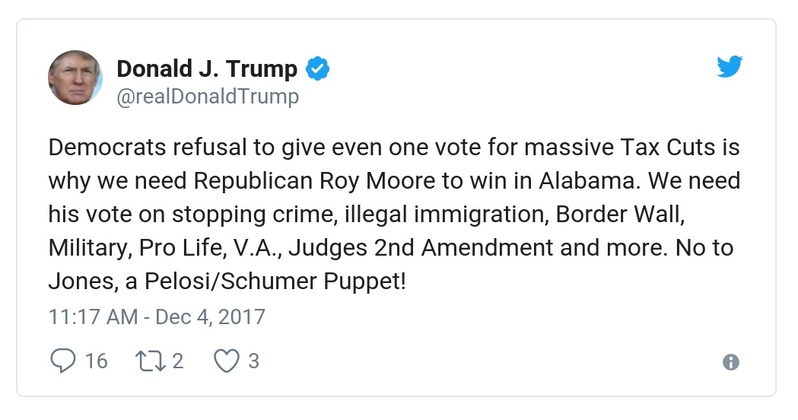 Donald J. Trump
@realDonaldTrump
Democrats refusal to give even one vote for massive Tax Cuts is
why we need Republican Roy Moore to win in Alabama. We need
his vote on stopping crime, illegal immigration, Border Wall,
Military, Pro Life, V.A., Judges 2nd Amendment and more. No to
Jones, a Pelosi/Schumer Puppet!
11:17 AM - Dec 4, 2017
16 2 3